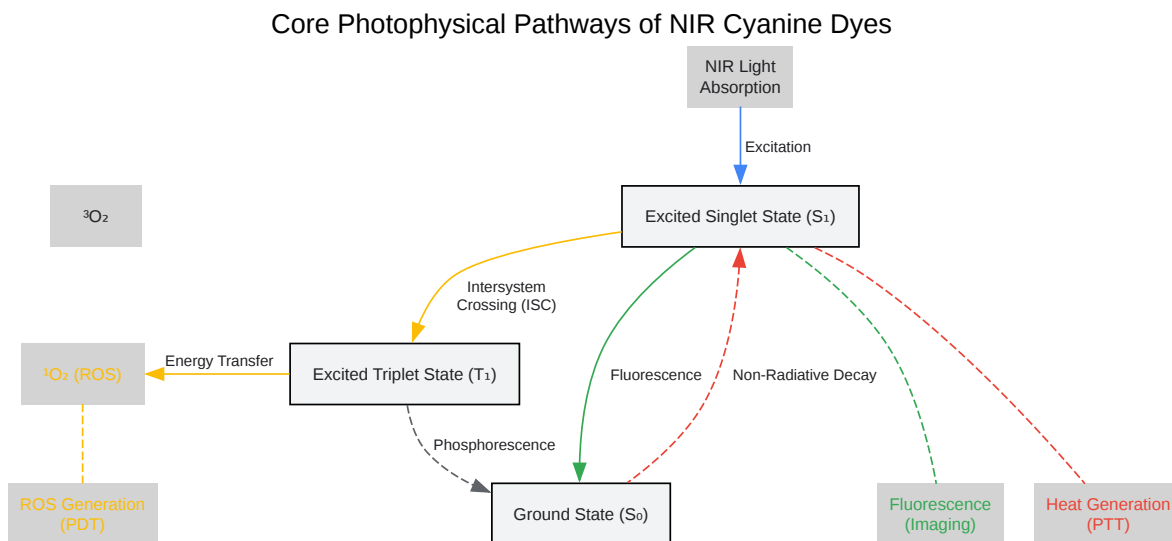 Core Photophysical Pathways of NIR Cyanine Dyes
NIR Light
Absorption
Excitation
³O₂
Excited Singlet State (S₁)
Intersystem
Crossing (ISC)
¹O₂ (ROS)
Energy Transfer
Excited Triplet State (T₁)
Fluorescence
Non-Radiative Decay
Phosphorescence
ROS Generation
(PDT)
Ground State (S₀)
Fluorescence
(Imaging)
Heat Generation
(PTT)